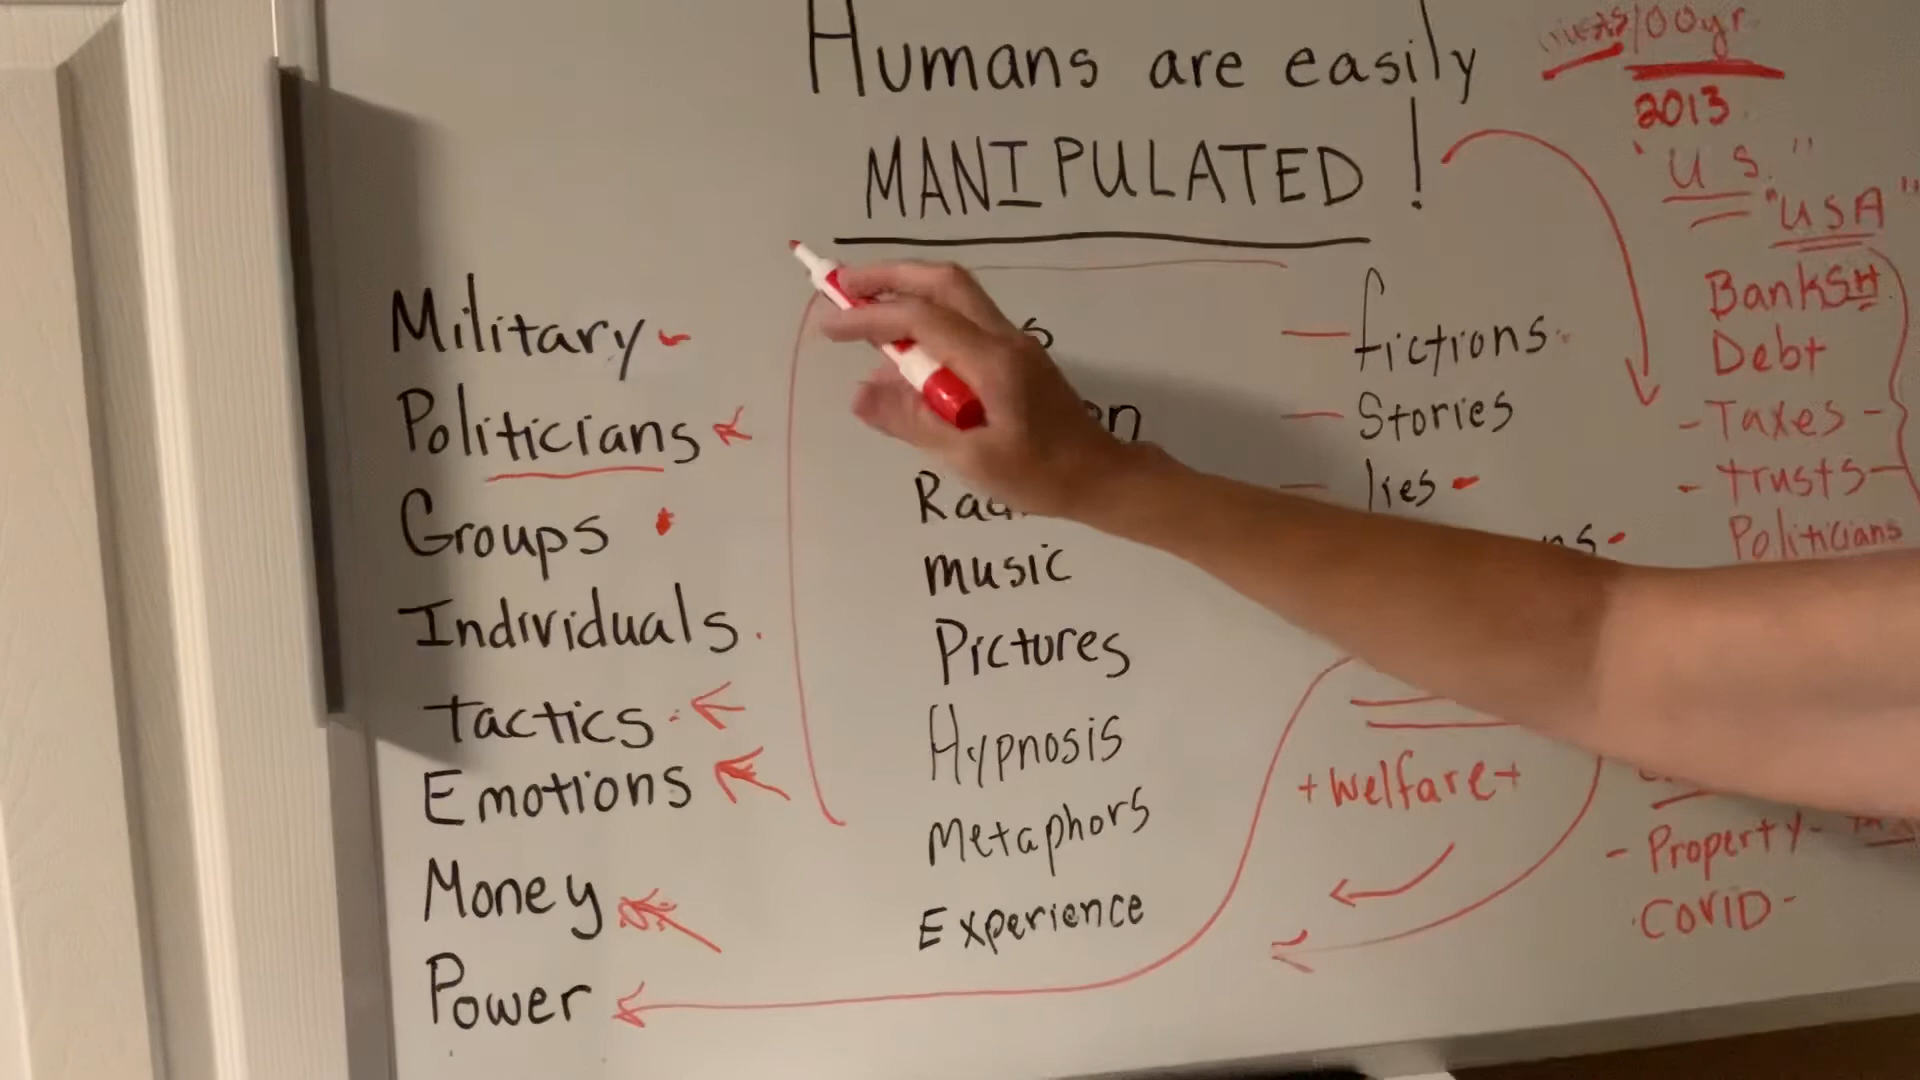 Humans are easily
MANIPULATED!
Military
Politicians
Groups
Individuals
Tactics
Emotions
Money
Power
music
Pictures
Hypnosis
Metaphors
Experience
fictions
Stories
lies
+ Welfare +
100yr
2013
"U.S."
"USA"
Banks
Debt
- Taxes -
- trusts -
Politicians
- Property -
COVID -